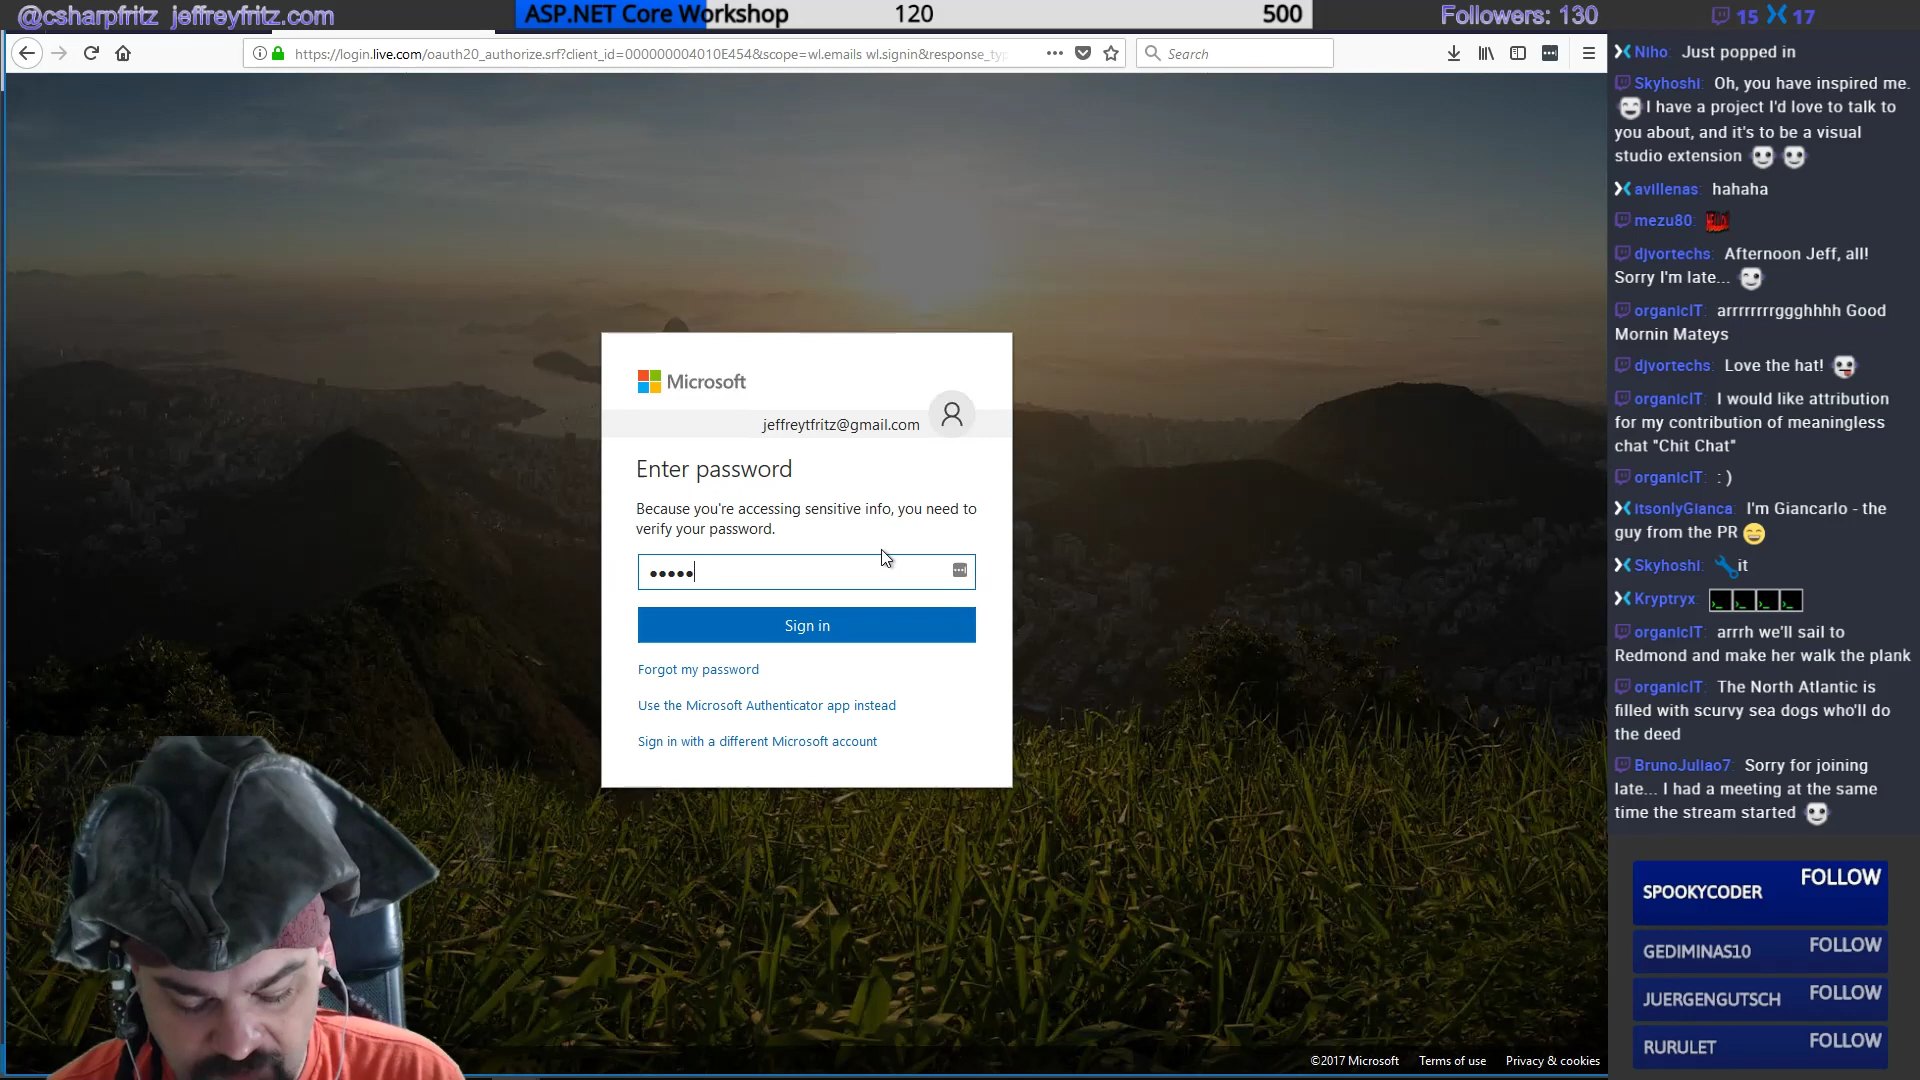 @csharpfritz jeffreyfritz.com
ASP.NET Core Workshop 120 500
Followers: 130
15 17
https://login.live.com/oauth20_authorize.srf?client_id=000000004010E454&scope=wl.emails wl.signin&response_typ
Search
Microsoft
jeffreytfritz@gmail.com
Enter password
Because you're accessing sensitive info, you need to
verify your password.
Sign in
Forgot my password
Use the Microsoft Authenticator app instead
Sign in with a different Microsoft account
©2017 Microsoft Terms of use Privacy & cookies
Niho: Just popped in
Skyhoshi: Oh, you have inspired me.
I have a project I'd love to talk to
you about, and it's to be a visual
studio extension
avillenas: hahaha
mezu80: HELLO
djvortechs: Afternoon Jeff, all!
Sorry I'm late...
organicIT: arrrrrrrggghhhh Good
Mornin Mateys
djvortechs: Love the hat!
organicIT: I would like attribution
for my contribution of meaningless
chat "Chit Chat"
organicIT: : )
ItsonlyGianca: I'm Giancarlo - the
guy from the PR
Skyhoshi: it
Kryptryx:
organicIT: arrrh we'll sail to
Redmond and make her walk the plank
organicIT: The North Atlantic is
filled with scurvy sea dogs who'll do
the deed
BrunoJuliao7: Sorry for joining
late... I had a meeting at the same
time the stream started
SPOOKYCODER FOLLOW
GEDIMINAS10 FOLLOW
JUERGENGUTSCH FOLLOW
RURULET FOLLOW